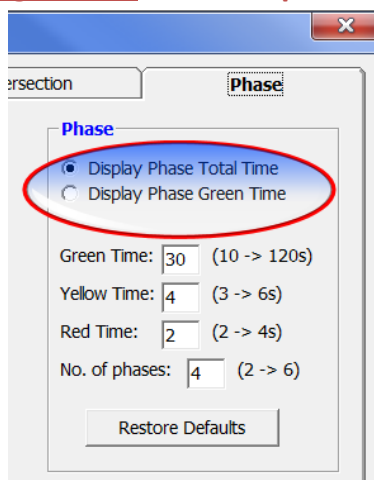 ersection Phase
Phase
Display Phase Total Time
Display Phase Green Time
Green Time: 30 (10 -> 120s)
Yellow Time: 4 (3 -> 6s)
Red Time: 2 (2 -> 4s)
No. of phases: 4 (2 -> 6)
Restore Defaults